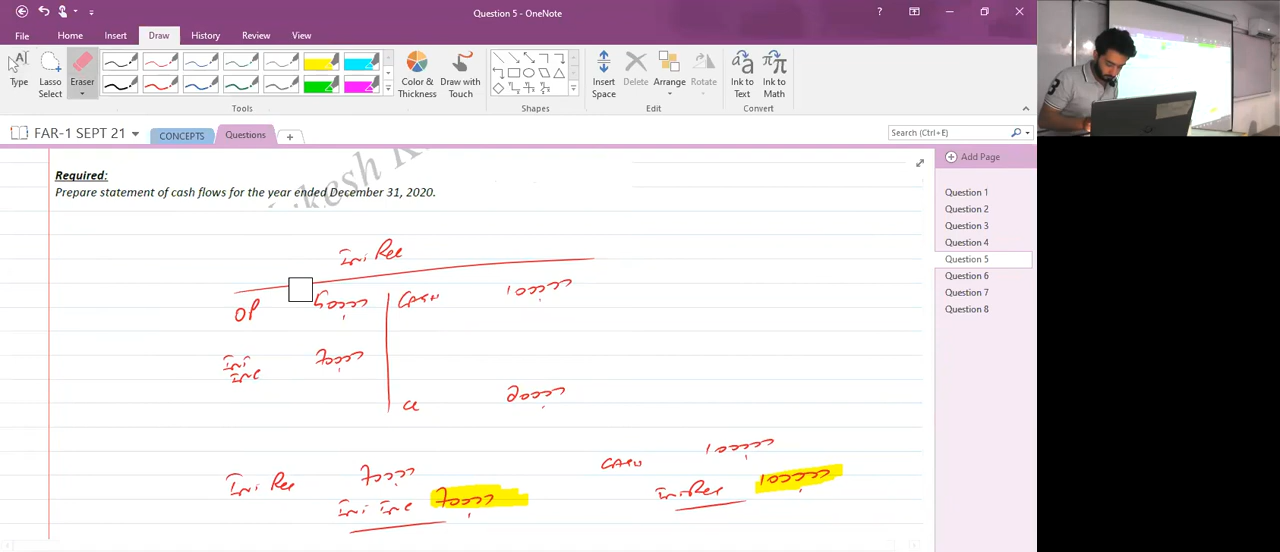 Question 5 - OneNote
?
File Home Insert Draw History Review View
Type Lasso Select Eraser Color & Thickness Draw with Touch Insert Space Delete Arrange Rotate Ink to Text Ink to Math
Tools Shapes Edit Convert
FAR-1 SEPT 21 CONCEPTS Questions Search (Ctrl+E)
Add Page
Required:
Prepare statement of cash flows for the year ended December 31, 2020.
Question 1
Question 2
Question 3
Question 4
Question 5
Question 6
Question 7
Question 8
Int. Rec
OP 50000 CASH 100000
Int Inc 70000
20000
CASH 100000
Int. Rec 70000
Int. Rec 100000
Int. Inc 70000